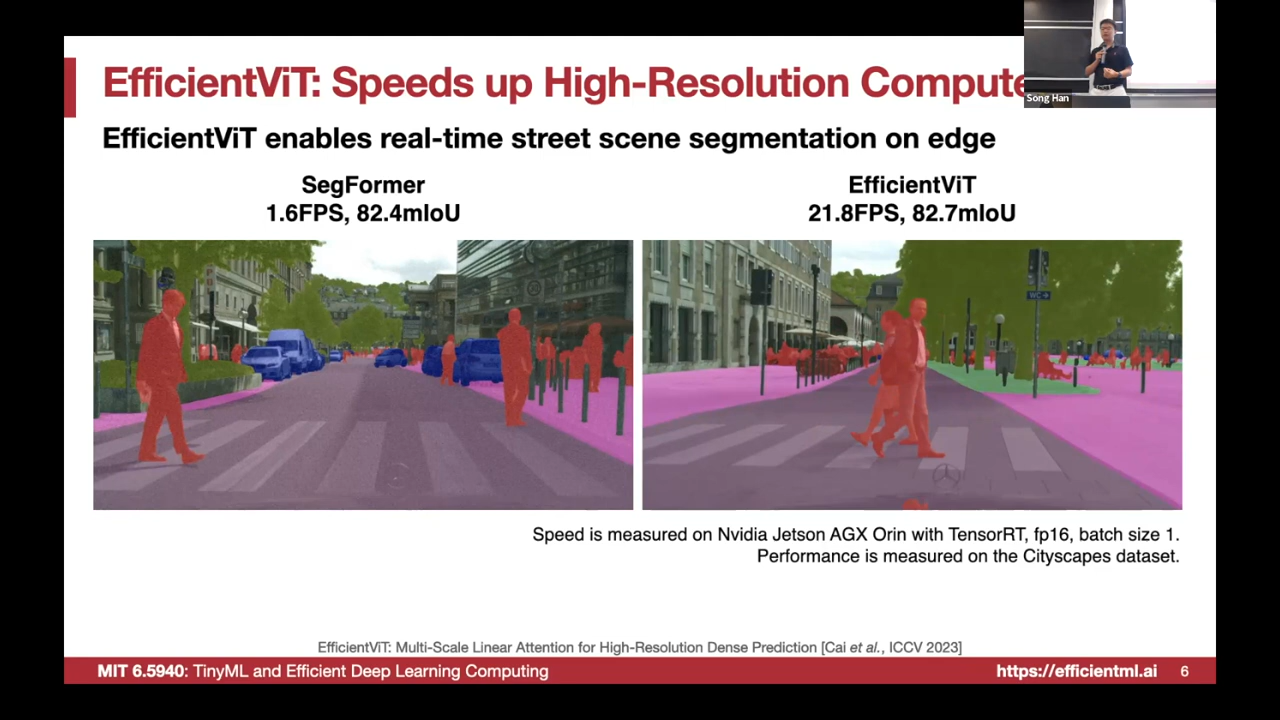 EfficientViT: Speeds up High-Resolution Compute
Song Han
EfficientViT enables real-time street scene segmentation on edge
SegFormer
1.6FPS, 82.4mIoU
EfficientViT
21.8FPS, 82.7mIoU
WC
Speed is measured on Nvidia Jetson AGX Orin with TensorRT, fp16, batch size 1.
Performance is measured on the Cityscapes dataset.
EfficientViT: Multi-Scale Linear Attention for High-Resolution Dense Prediction [Cai et al., ICCV 2023]
MIT 6.5940: TinyML and Efficient Deep Learning Computing
https://efficientml.ai
6